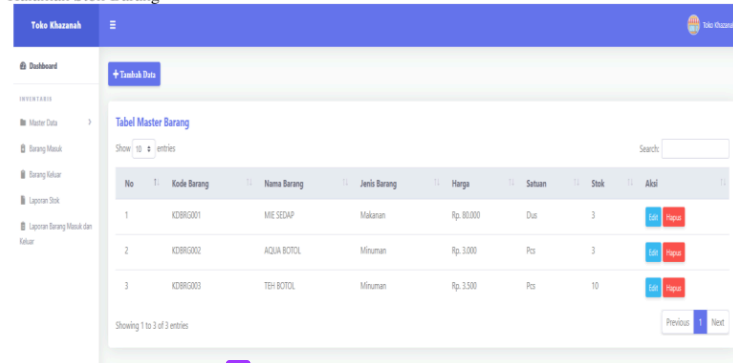 Toko Khazanah
Toko Khazanah
Dashboard
+ Tambah Data
INVENTARIS
Master Data
Barang Masuk
Barang Keluar
Laporan Stok
Laporan Barang Masuk dan
Keluar
Tabel Master Barang
Show 10 entries
Search:
No Kode Barang Nama Barang Jenis Barang Harga Satuan Stok Aksi
1 KDBRG001 MIE SEDAP Makanan Rp. 80.000 Dus 3 Edit Hapus
2 KDBRG002 AQUA BOTOL Minuman Rp. 3.000 Pcs 3 Edit Hapus
3 KDBRG003 TEH BOTOL Minuman Rp. 3.500 Pcs 10 Edit Hapus
Showing 1 to 3 of 3 entries
Previous 1 Next